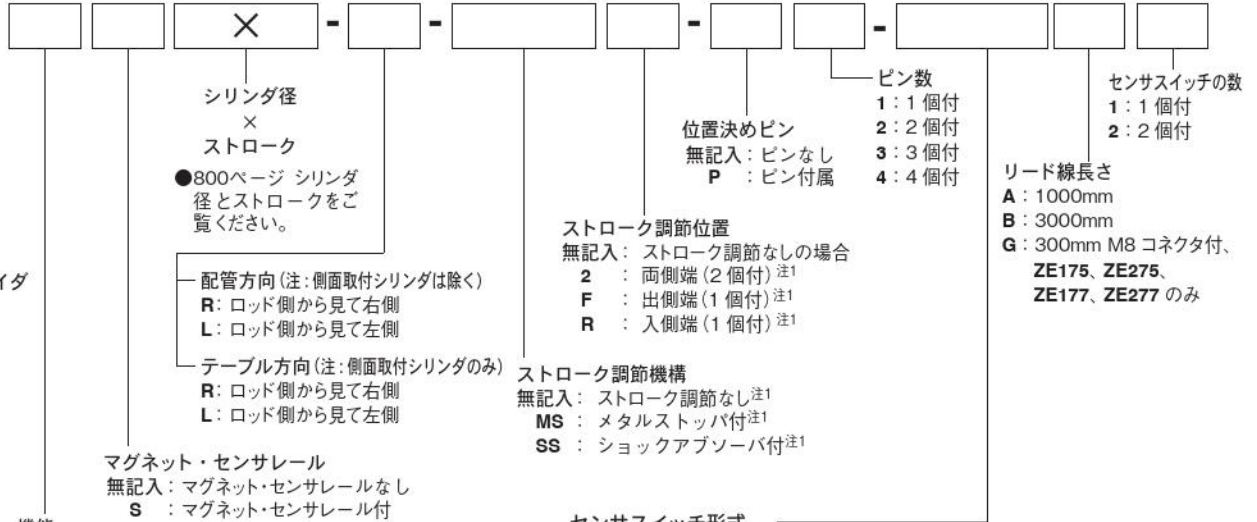 × - - - -
シリンダ径
×
ストローク
●800ページ シリンダ
径とストロークをご
覧ください。
イダ
配管方向(注:側面取付シリンダは除く)
R:ロッド側から見て右側
L:ロッド側から見て左側
テーブル方向(注:側面取付シリンダのみ)
R:ロッド側から見て右側
L:ロッド側から見て左側
マグネット・センサレール
無記入:マグネット・センサレールなし
S :マグネット・センサレール付
ストローク調節機構
無記入: ストローク調節なし注1
MS : メタルストッパ付注1
SS : ショックアブソーバ付注1
ストローク調節位置
無記入: ストローク調節なしの場合
2 : 両側端(2個付)注1
F : 出側端(1個付)注1
R : 入側端(1個付)注1
位置決めピン
無記入:ピンなし
P :ピン付属
ピン数
1:1個付
2:2個付
3:3個付
4:4個付
リード線長さ
A:1000mm
B:3000mm
G:300mm M8コネクタ付、
ZE175、ZE275、
ZE177、ZE277のみ
センサスイッチの数
1:1個付
2:2個付
センサスイッチ形式